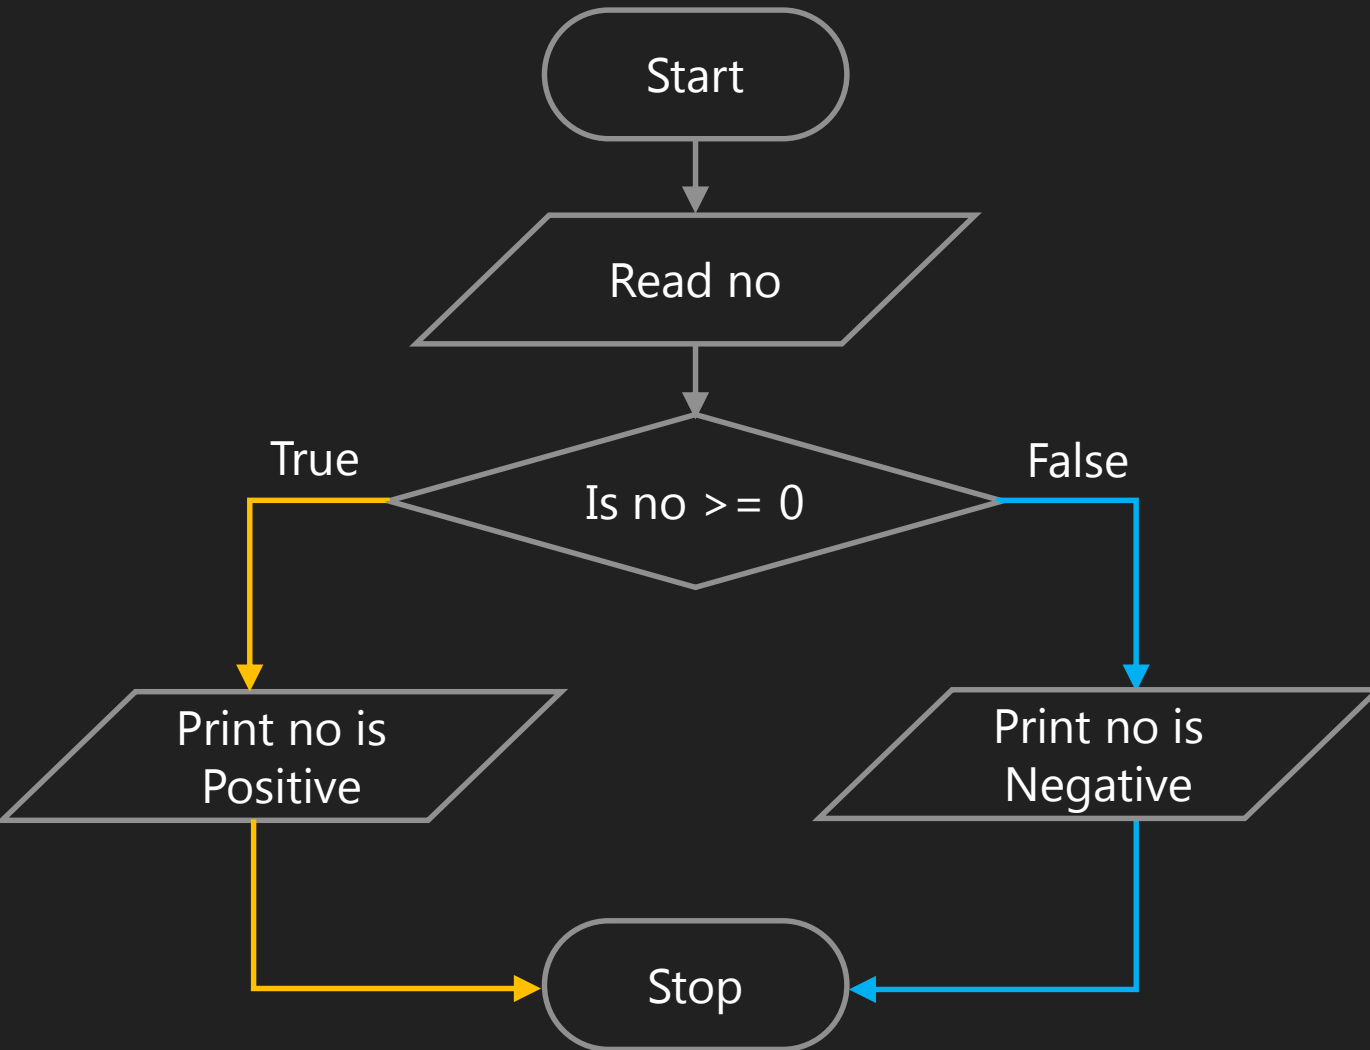 Start
Read no
True
False
Is no >= 0
Print no is
Positive
Print no is
Negative
Stop